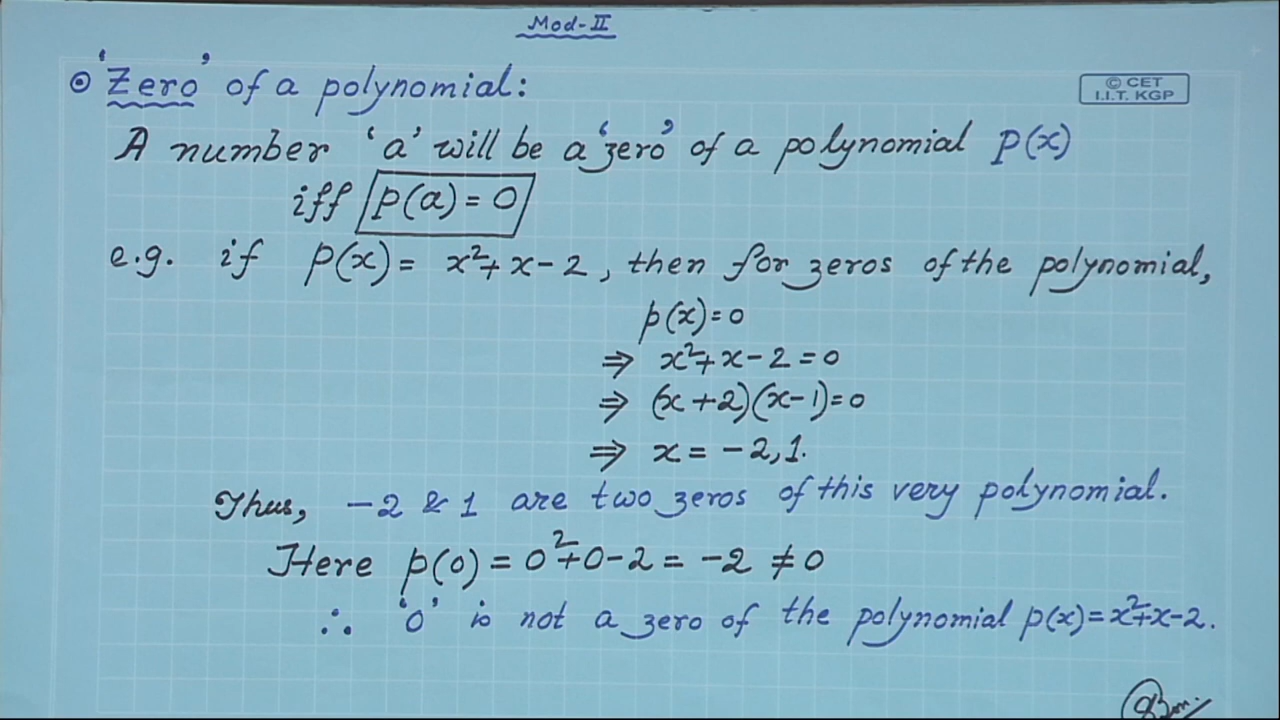 Mod-II
⊙ 'Zero' of a polynomial:
© CET
I.I.T. KGP
A number 'a' will be a 'zero' of a polynomial P(x)
iff p(a) = 0
e.g. if p(x) = x²+x-2, then for zeros of the polynomial,
p(x)=0
⇒ x²+x-2=0
⇒ (x+2)(x-1)=0
⇒ x = -2,1.
Thus, -2 & 1 are two zeros of this very polynomial.
Here p(0) = 0²+0-2 = -2 ≠ 0
∴ '0' is not a zero of the polynomial p(x)=x²+x-2.